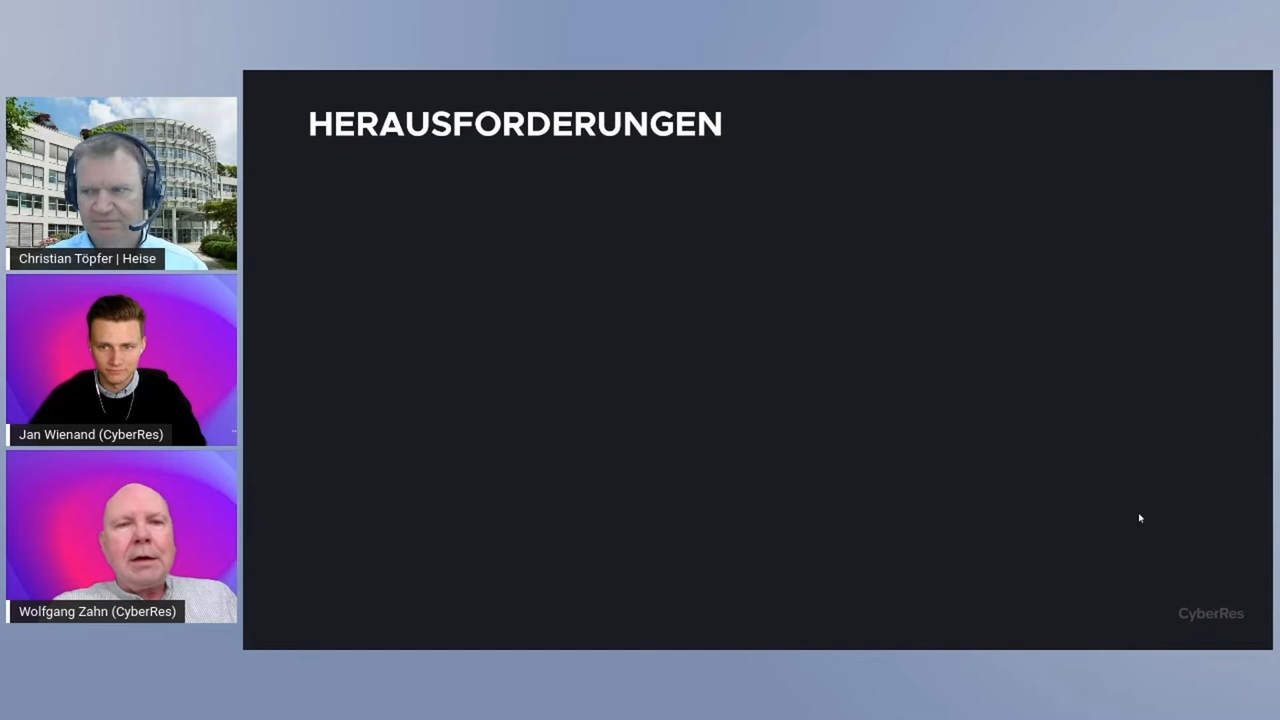 HERAUSFORDERUNGEN
Christian Töpfer | Heise
Jan Wienand (CyberRes)
Wolfgang Zahn (CyberRes)
CyberRes